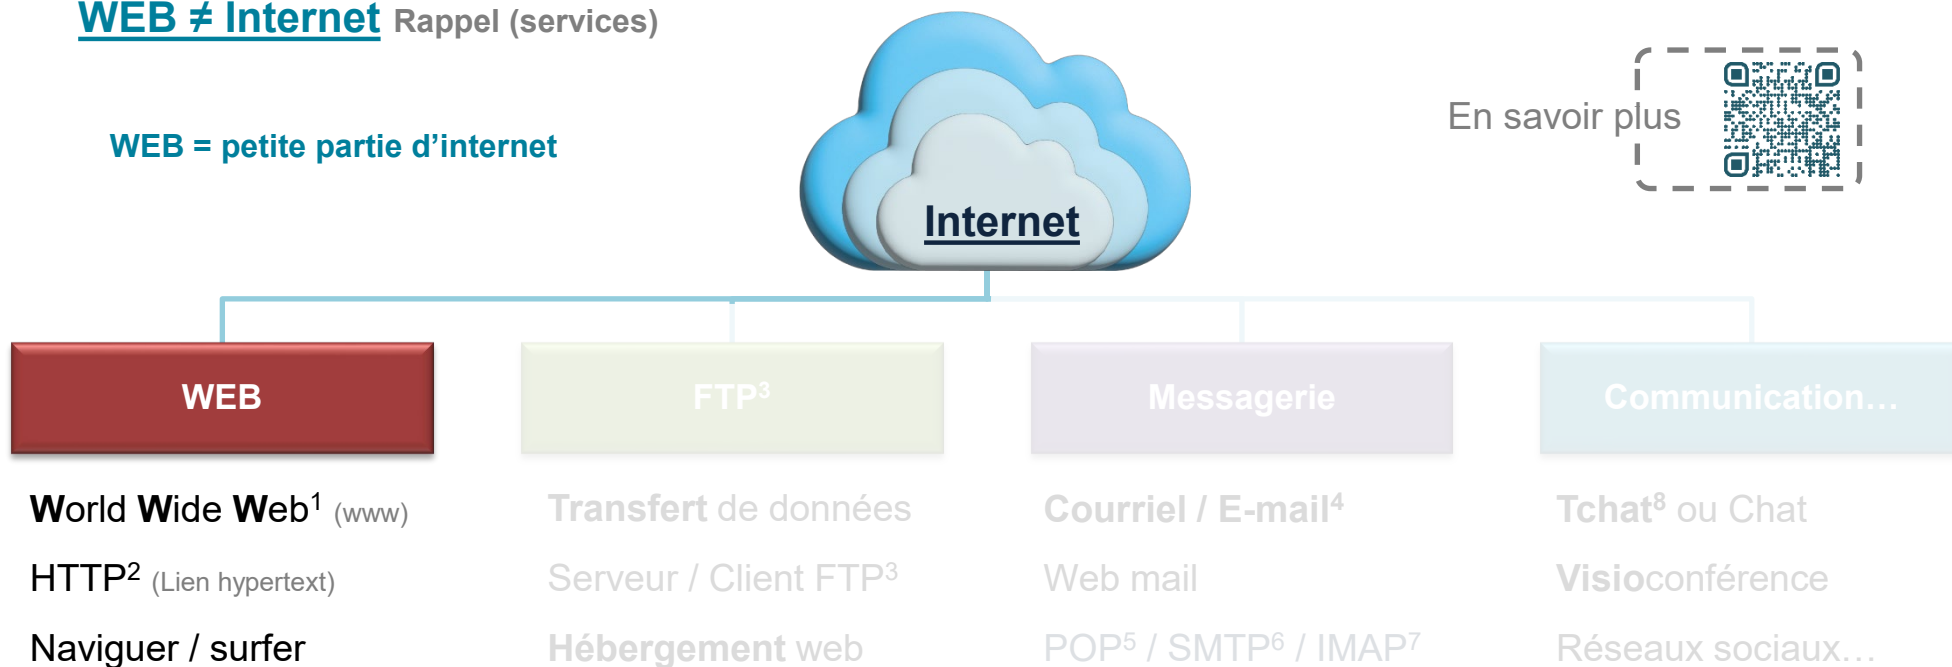 WEB ≠ Internet Rappel (services)
WEB = petite partie d’internet
En savoir plus
Internet
WEB
FTP³
Messagerie
Communication…
World Wide Web¹ (www)
HTTP² (Lien hypertext)
Naviguer / surfer
Transfert de données
Serveur / Client FTP³
Hébergement web
Courriel / E-mail⁴
Web mail
POP⁵ / SMTP⁶ / IMAP⁷
Tchat⁸ ou Chat
Visioconférence
Réseaux sociaux…